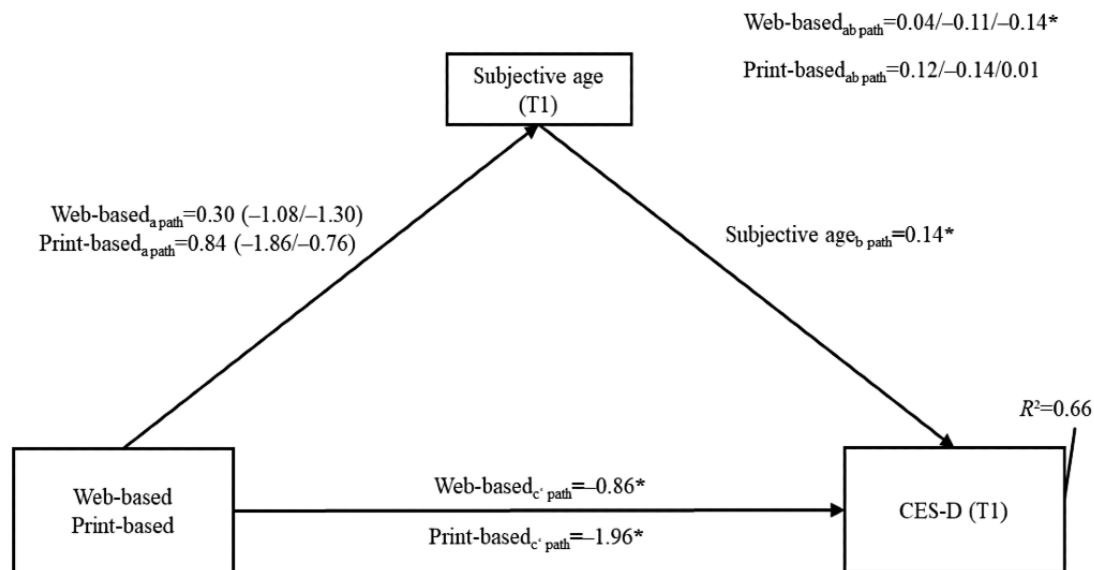 Web-based ab path=0.04/–0.11/–0.14*
Print-based ab path=0.12/–0.14/0.01
Subjective age
(T1)
Web-based a path=0.30 (–1.08/–1.30)
Print-based a path=0.84 (–1.86/–0.76)
Subjective age b path=0.14*
R²=0.66
Web-based
Print-based
Web-based c‘ path=–0.86*
Print-based c‘ path=–1.96*
CES-D (T1)